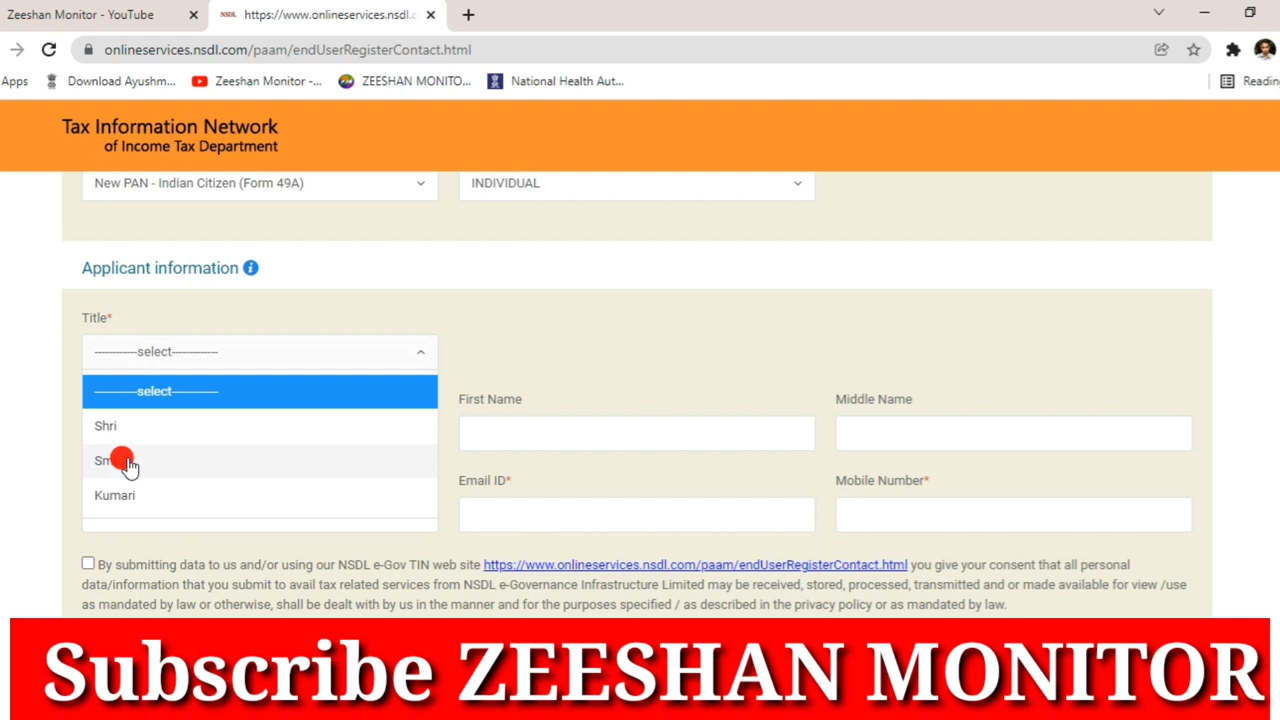 Zeeshan Monitor - YouTube
NSDL https://www.onlineservices.nsdl.c
onlineservices.nsdl.com/paam/endUserRegisterContact.html
Apps Download Ayushm... Zeeshan Monitor -... ZEESHAN MONITO... National Health Aut... Readin
Tax Information Network
of Income Tax Department
New PAN - Indian Citizen (Form 49A) INDIVIDUAL
Applicant information i
Title*
------------select-------------
------------select-------------
First Name Middle Name
Shri
Kumari
Email ID* Mobile Number*
By submitting data to us and/or using our NSDL e-Gov TIN web site https://www.onlineservices.nsdl.com/paam/endUserRegisterContact.html you give your consent that all personal
data/information that you submit to avail tax related services from NSDL e-Governance Infrastructure Limited may be received, stored, processed, transmitted and or made available for view /use
as mandated by law or otherwise, shall be dealt with by us in the manner and for the purposes specified / as described in the privacy policy or as mandated by law.
Subscribe ZEESHAN MONITOR